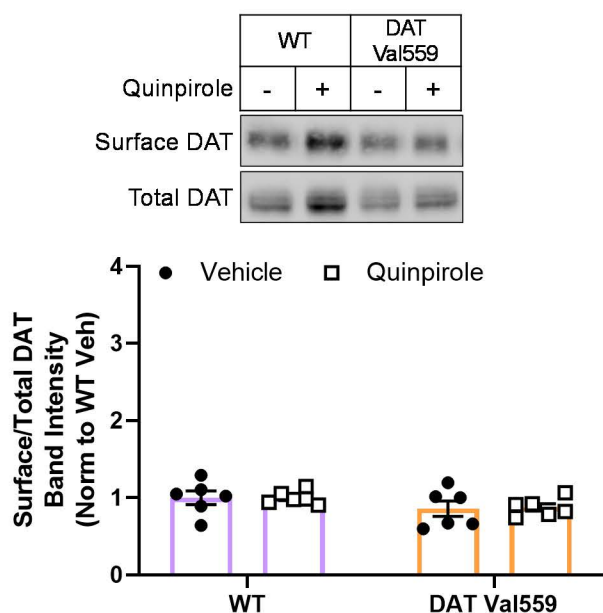 WT DAT Val559
Quinpirole - + - +
Surface DAT
Total DAT
Vehicle Quinpirole
Surface/Total DAT
Band Intensity
(Norm to WT Veh)
4
3
2
1
0
WT DAT Val559